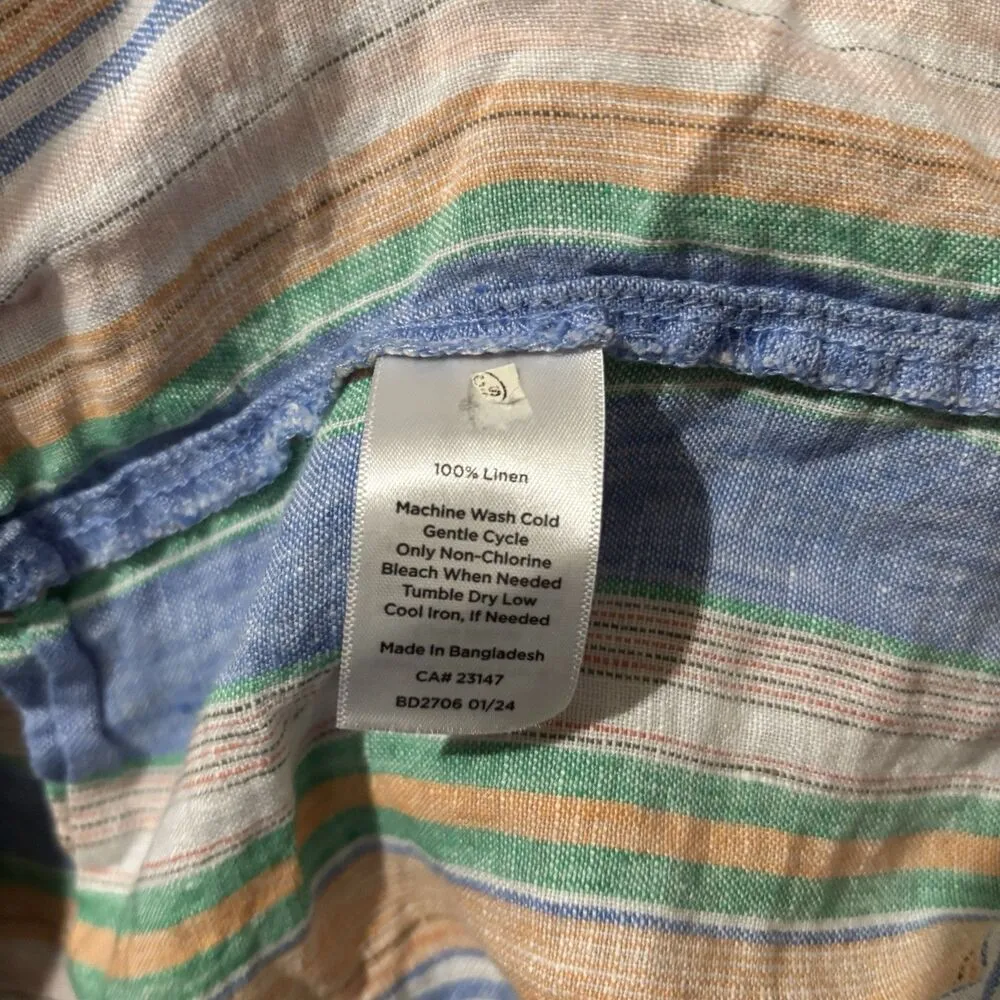 100% Linen
Machine Wash Cold
Gentle Cycle
Only Non-Chlorine
Bleach When Needed
Tumble Dry Low
Cool Iron, If Needed
Made In Bangladesh
CA# 23147
BD2706 01/24